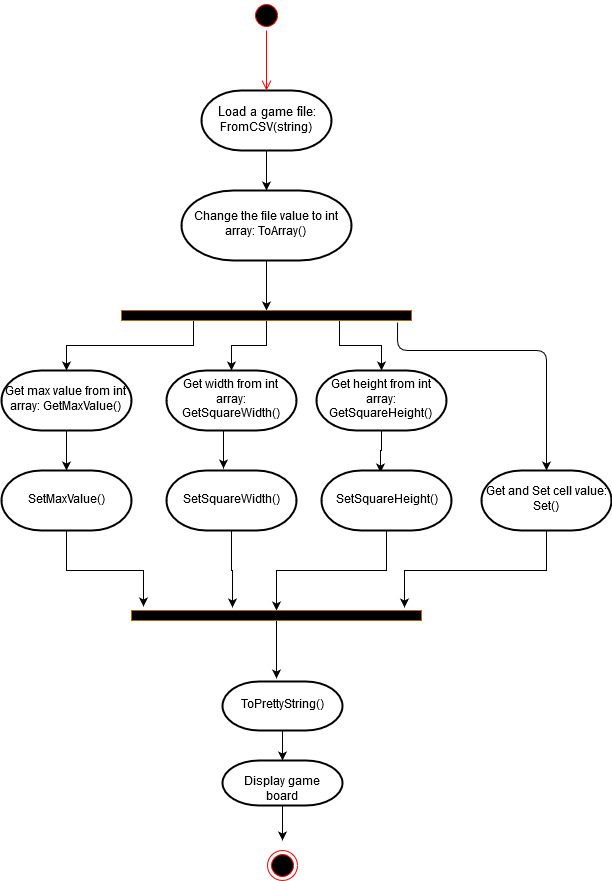 Load a game file:
FromCSV(string)
Change the file value to int
array: ToArray()
Get max value from int
array: GetMaxValue()
Get width from int
array:
GetSquareWidth()
Get height from int
array:
GetSquareHeight()
SetMaxValue()
SetSquareWidth()
SetSquareHeight()
Get and Set cell value:
Set()
ToPrettyString()
Display game
board